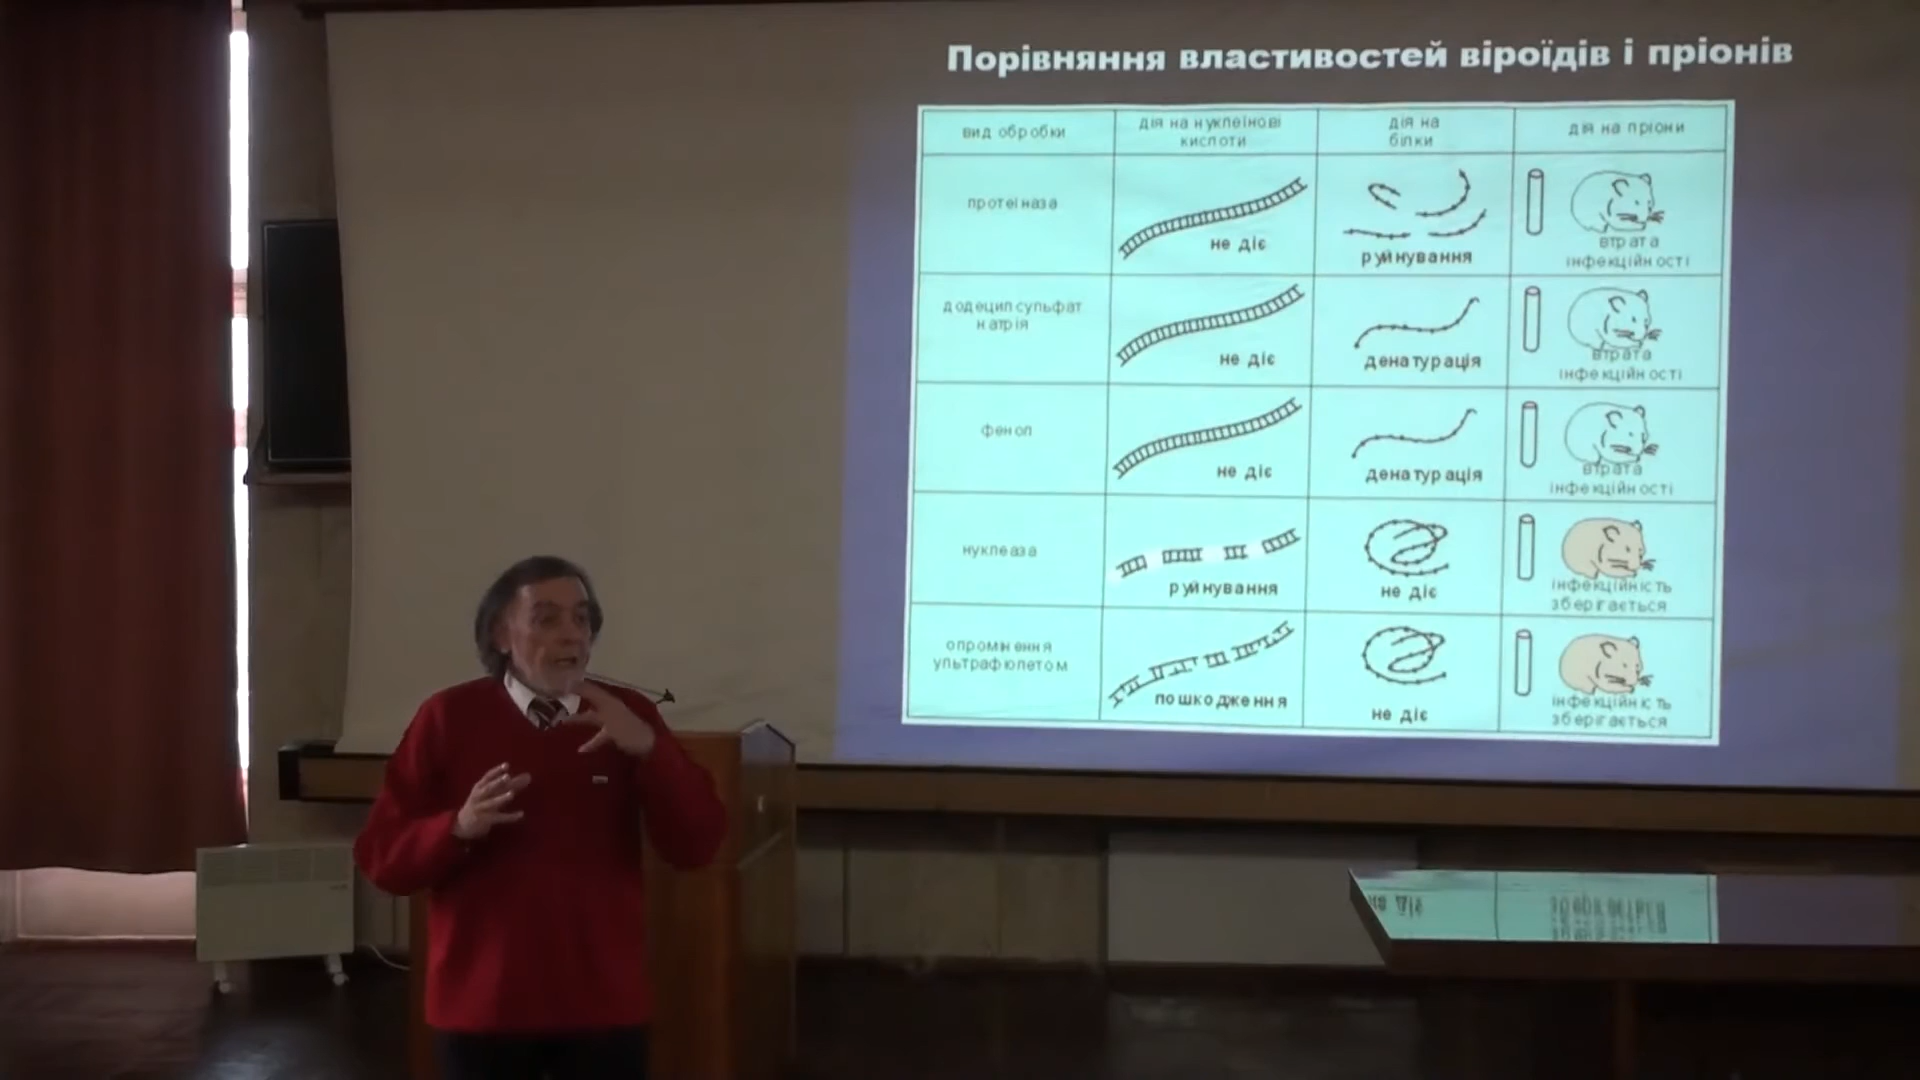 Порівняння властивостей віроїдів і пріонів
вид обробки
дія на нуклеїнові
кислоти
дія на
білки
дія на пріони
протеіназа
не діє
руйнування
втрата
інфекційності
додецилсульфат
натрія
не діє
денатурація
втрата
інфекційності
фенол
не діє
денатурація
втрата
інфекційності
нуклеаза
руйнування
не діє
інфекційність
зберігається
опромінення
ультрафіолетом
пошкодження
не діє
інфекційність
зберігається